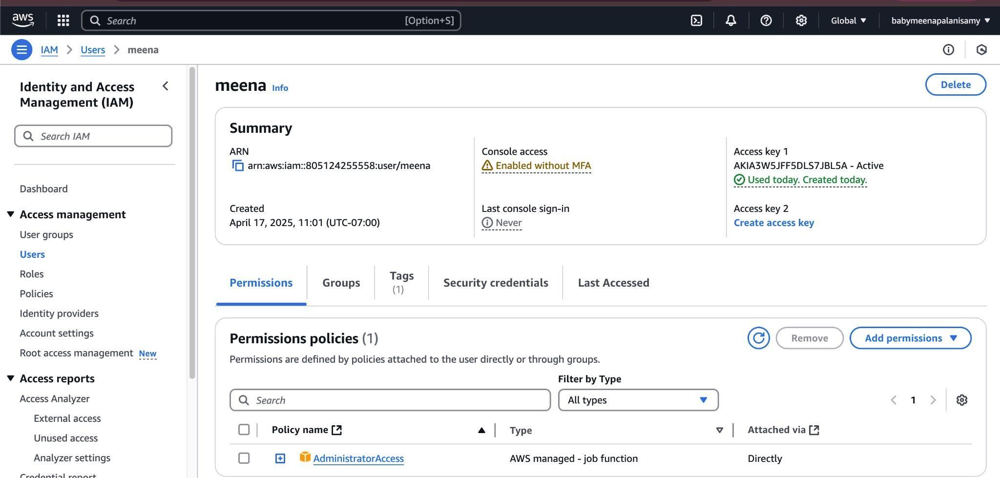 aws
Search
[Option+S]
Global
babymeenapalanisamy
IAM
Users
meena
Identity and Access
Management (IAM)
Search IAM
Dashboard
Access management
User groups
Users
Roles
Policies
Identity providers
Account settings
Root access management New
Access reports
Access Analyzer
External access
Unused access
Analyzer settings
Credential report
meena Info
Delete
Summary
ARN
arn:aws:iam::805124255558:user/meena
Created
April 17, 2025, 11:01 (UTC-07:00)
Console access
Enabled without MFA
Last console sign-in
Never
Access key 1
AKIA3W5JFF5DLS7JBL5A - Active
Used today. Created today.
Access key 2
Create access key
Permissions
Groups
Tags
(1)
Security credentials
Last Accessed
Permissions policies (1)
Remove
Add permissions
Permissions are defined by policies attached to the user directly or through groups.
Filter by Type
Search
All types
1
Policy name
Type
Attached via
AdministratorAccess
AWS managed - job function
Directly